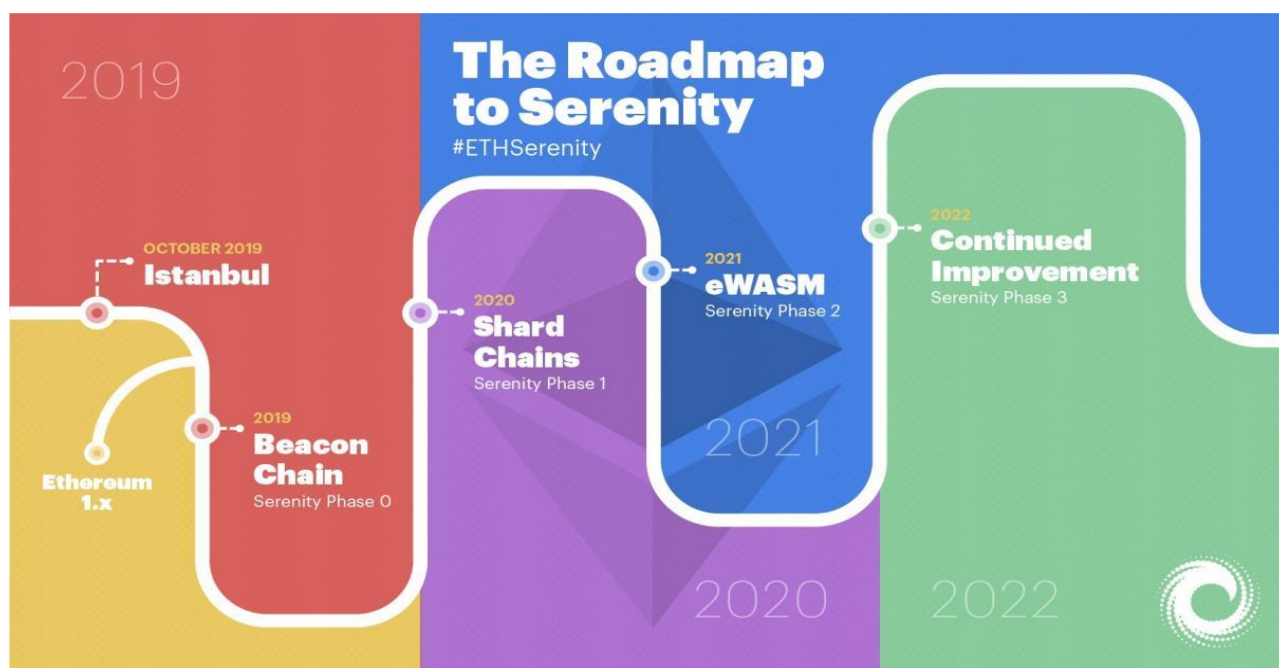 2019
The Roadmap
to Serenity
#ETHSerenity
OCTOBER 2019
Istanbul
Ethereum
1.x
2019
Beacon
Chain
Serenity Phase 0
2020
Shard
Chains
Serenity Phase 1
2020
2021
eWASM
Serenity Phase 2
2021
2022
Continued
Improvement
Serenity Phase 3
2022